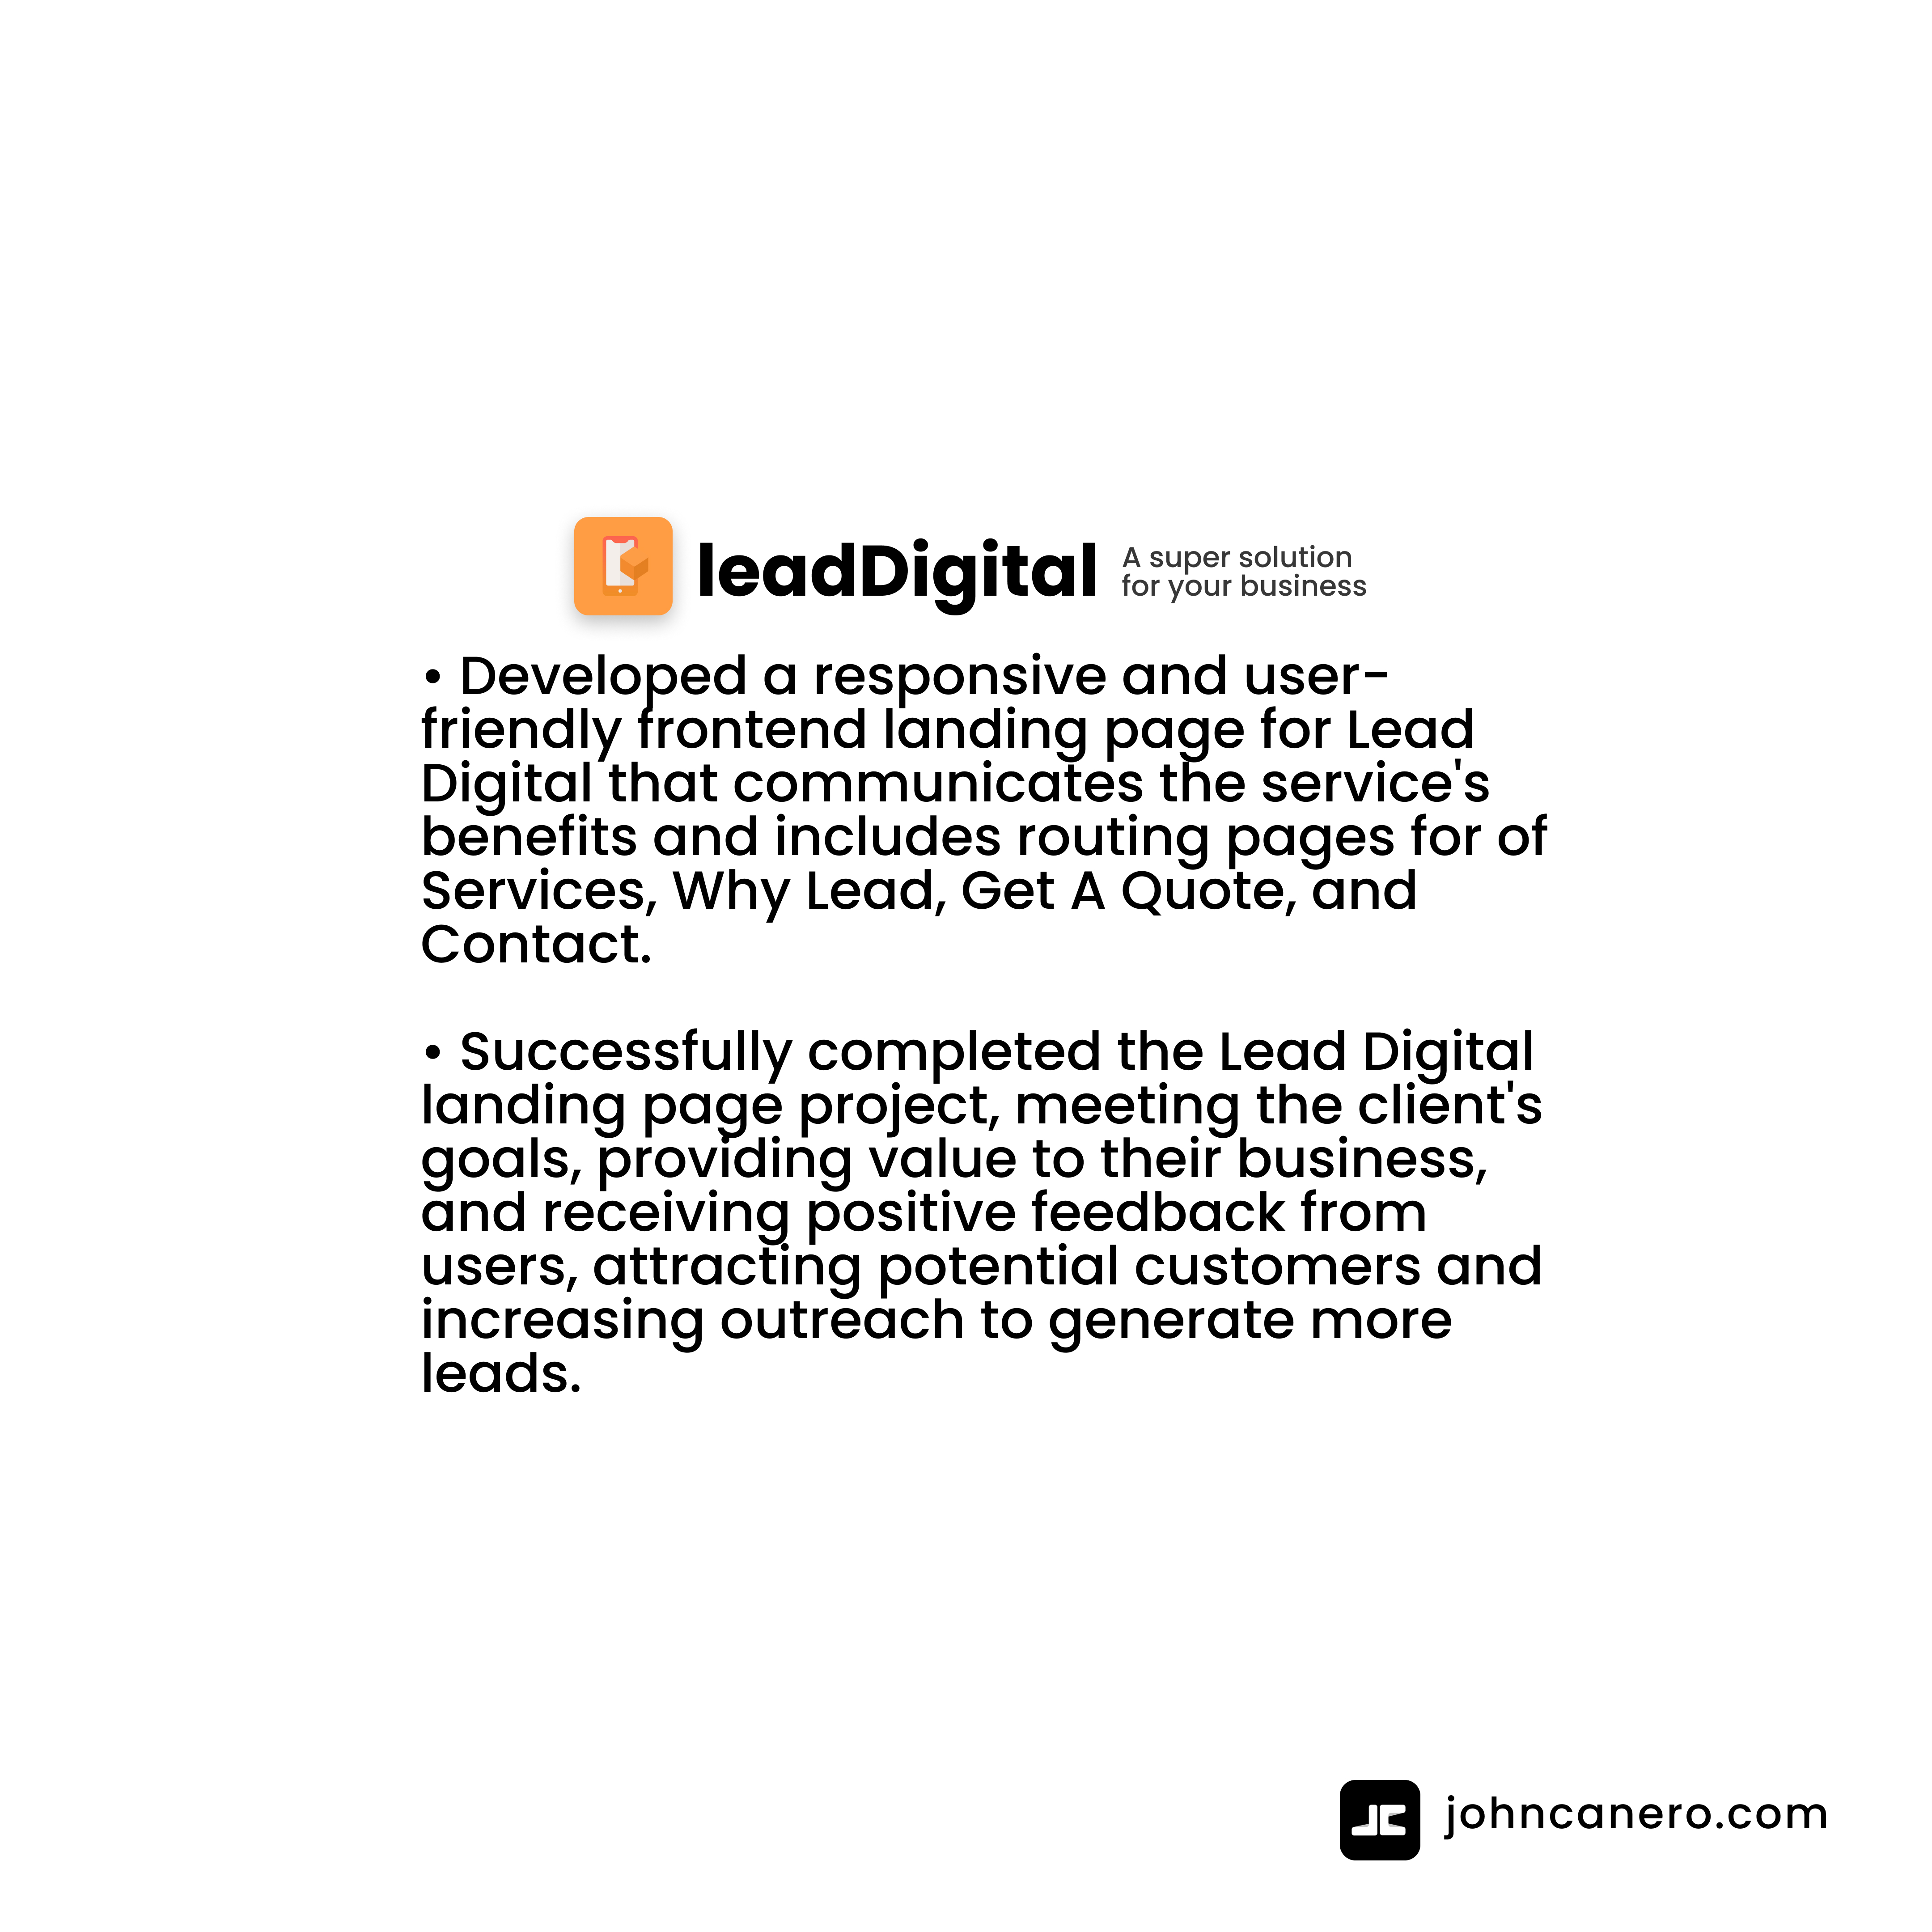 leadDigital
A super solution
for your business
• Developed a responsive and user-
friendly frontend landing page for Lead
Digital that communicates the service's
benefits and includes routing pages for of
Services, Why Lead, Get A Quote, and
Contact.
• Successfully completed the Lead Digital
landing page project, meeting the client's
goals, providing value to their business,
and receiving positive feedback from
users, attracting potential customers and
increasing outreach to generate more
leads.
JC
johncanero.com